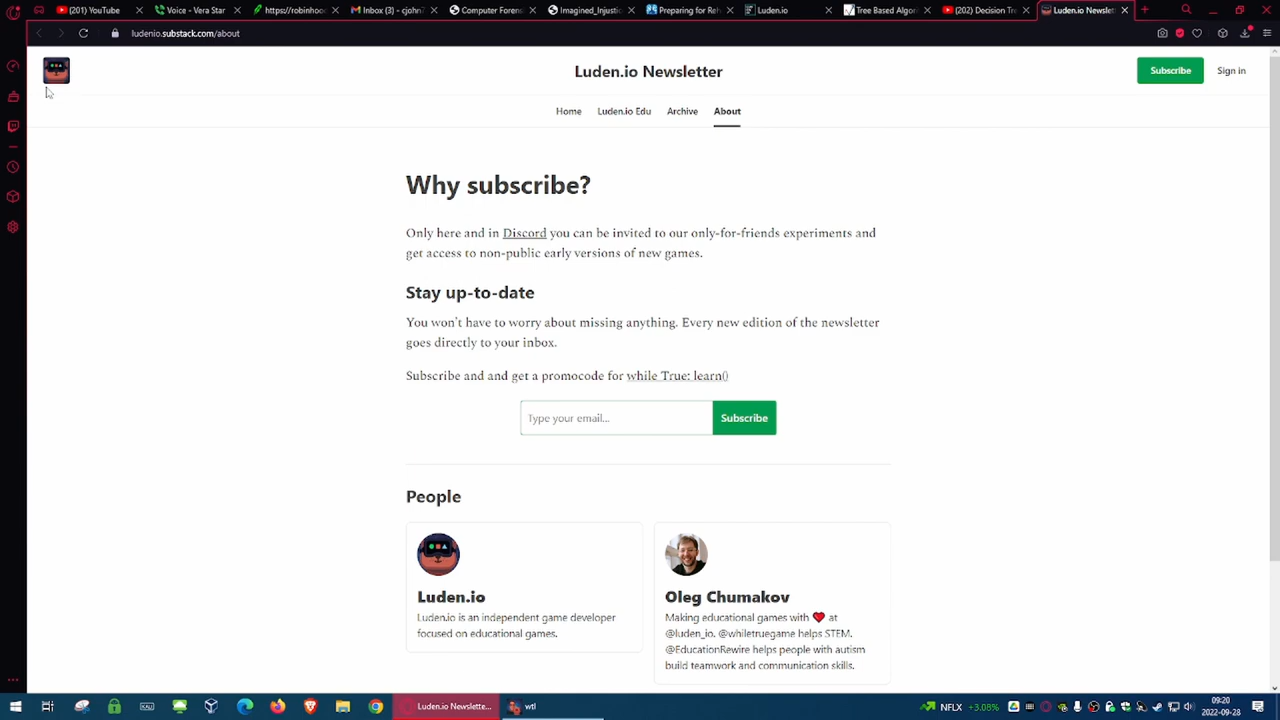 (201) YouTube
Voice - Vera Star
https://robinhoo
Inbox (3) - cjohn7
Computer Foren
Imagined_Injustic
Preparing for Reh
Luden.io
Tree Based Algori
(202) Decision Tre
Luden.io Newslet
ludenio.substack.com/about
Luden.io Newsletter
Subscribe
Sign in
Home
Luden.io Edu
Archive
About
Why subscribe?
Only here and in Discord you can be invited to our only-for-friends experiments and
get access to non-public early versions of new games.
Stay up-to-date
You won't have to worry about missing anything. Every new edition of the newsletter
goes directly to your inbox.
Subscribe and and get a promocode for while True: learn()
Type your email...
Subscribe
People
Luden.io
Luden.io is an independent game developer
focused on educational games.
Oleg Chumakov
Making educational games with ❤ at
@luden_io. @whiletruegame helps STEM.
@EducationRewire helps people with autism
build teamwork and communication skills.
Luden.io Newslette...
wtl
NFLX +3.08%
09:20
2022-09-28